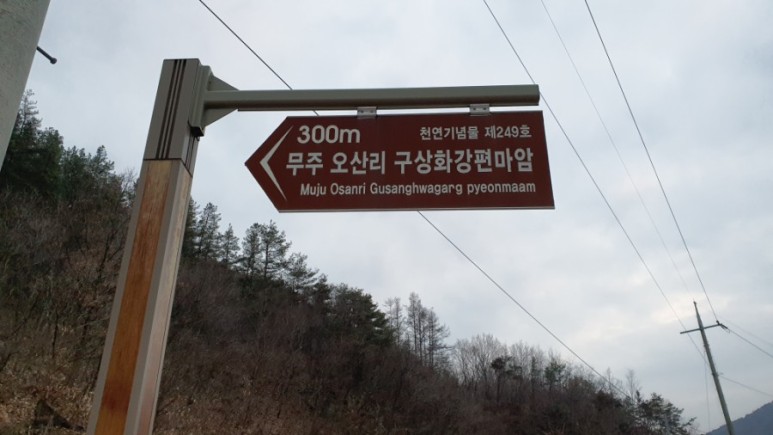 300m 천연기념물 제249호
무주 오산리 구상화강편마암
Muju Osanri Gusanghwagarg pyeonmaam